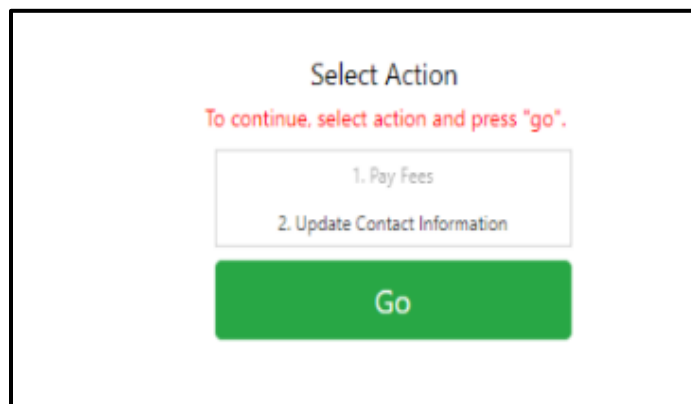 Select Action
To continue, select action and press "go".
1. Pay Fees
2. Update Contact Information
Go